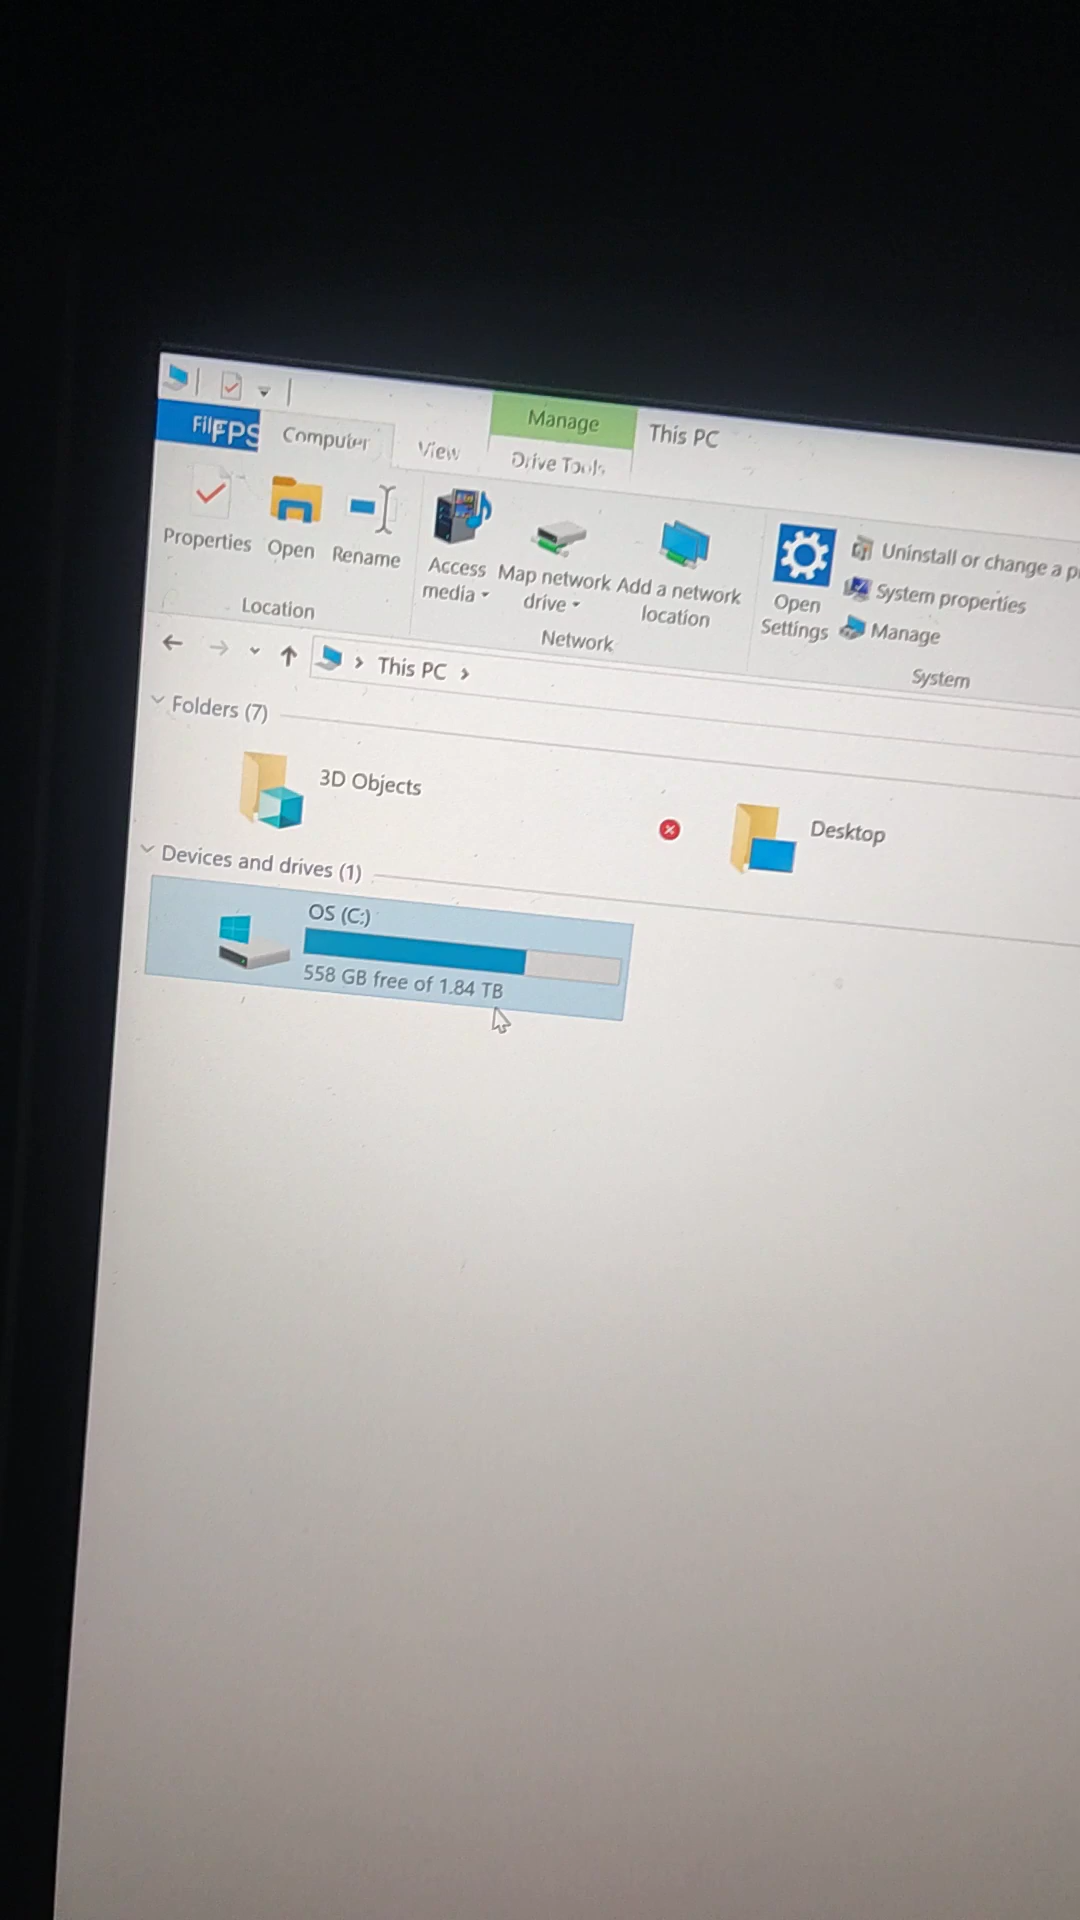 Manage
This PC
File
FPS
Computer
View
Drive Tools
Properties
Open
Rename
Access
media
Map network
drive
Add a network
location
Open
Settings
Uninstall or change a
System properties
Manage
Location
Network
System
This PC
Folders (7)
3D Objects
Desktop
Devices and drives (1)
OS (C:)
558 GB free of 1.84 TB